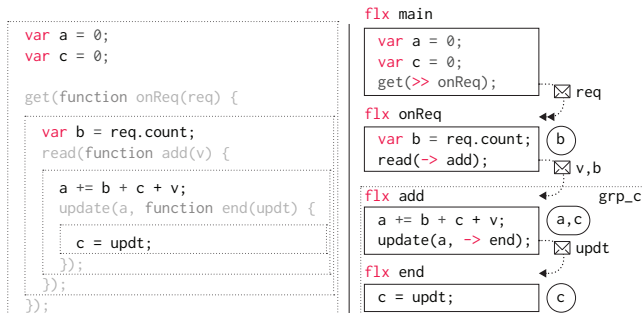 var a = 0;
var c = 0;
get(function onReq(req) {
var b = req.count;
read(function add(v) {
a += b + c + v;
update(a, function end(updt) {
c = updt;
});
});
});
flx main
var a = 0;
var c = 0;
get(>> onReq);
req
flx onReq
var b = req.count;
read(-> add);
b
v,b
flx add
grp_c
a += b + c + v;
update(a, -> end);
a,c
updt
flx end
c = updt;
c